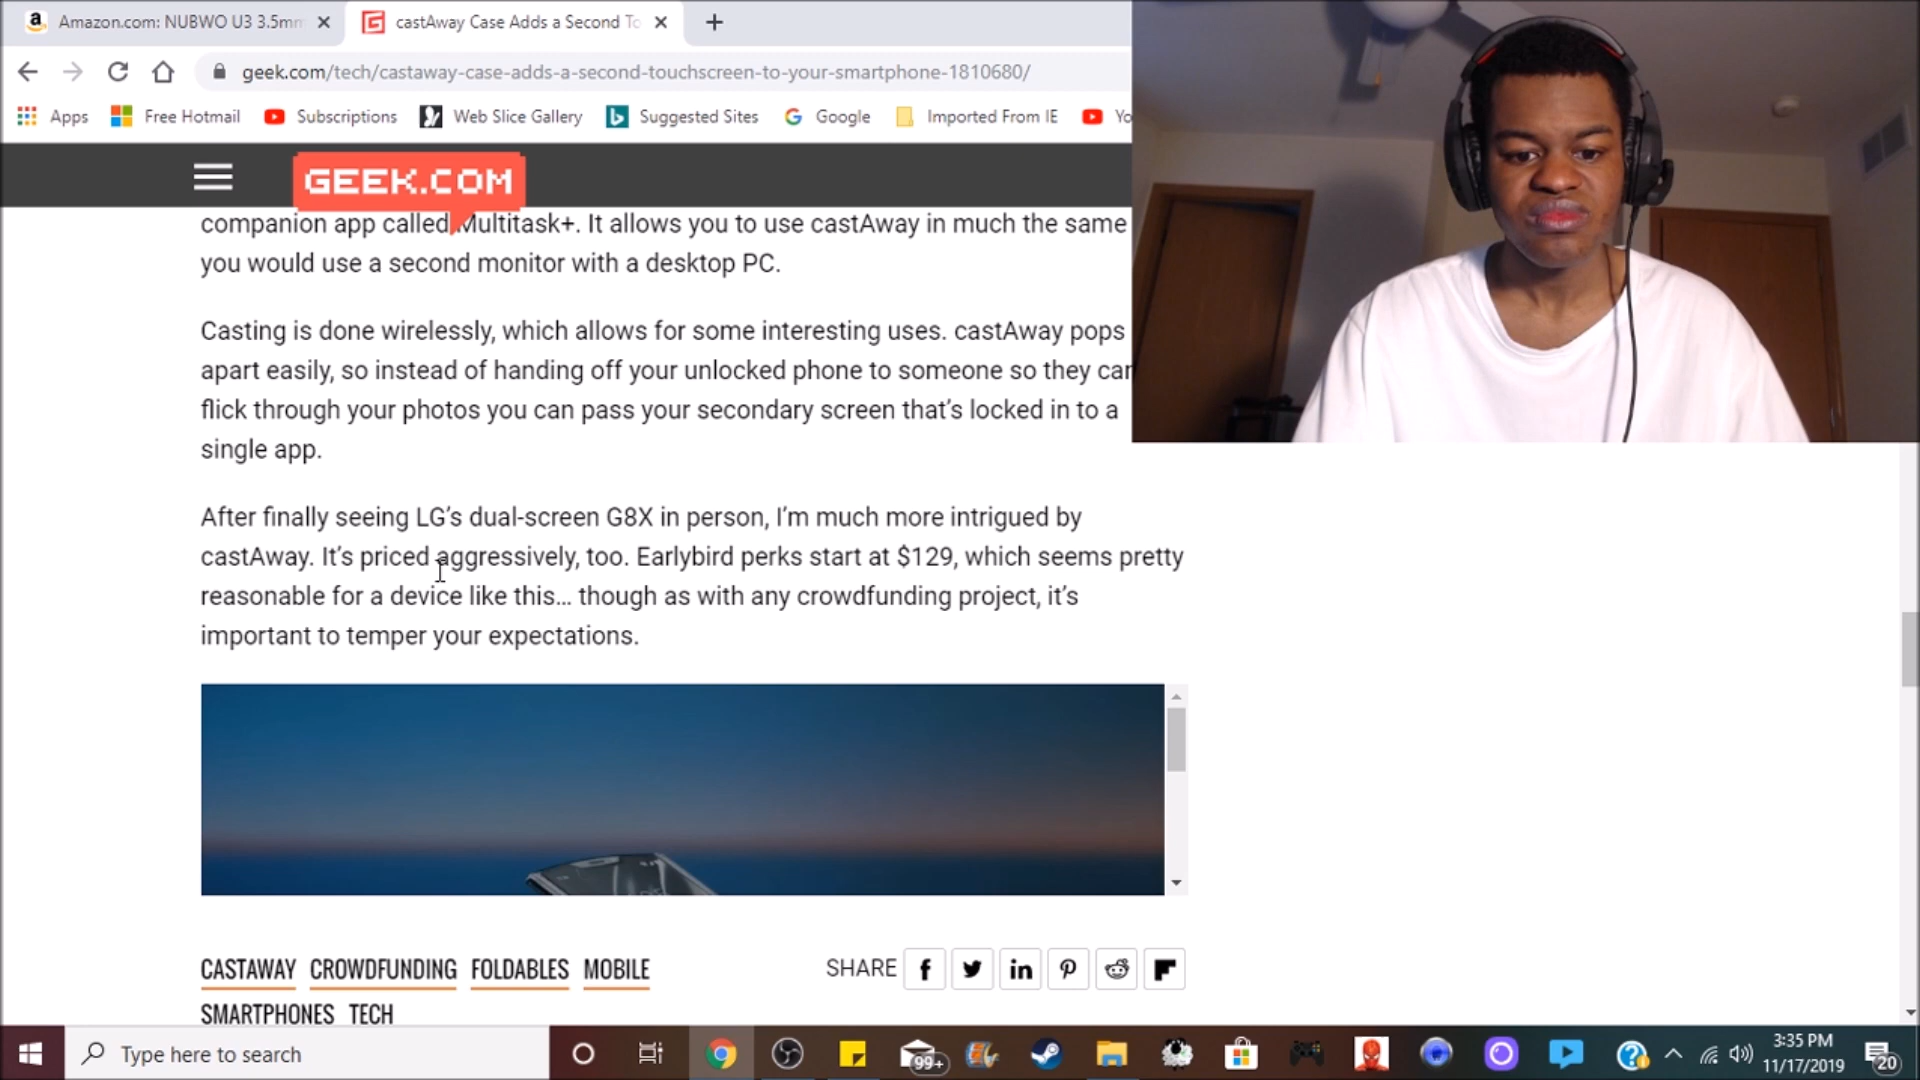 Amazon.com: NUBWO U3 3.5mm
castAway Case Adds a Second To
geek.com/tech/castaway-case-adds-a-second-touchscreen-to-your-smartphone-1810680/
Apps Free Hotmail Subscriptions Web Slice Gallery Suggested Sites Google Imported From IE Yo
GEEK.COM
companion app called Multitask+. It allows you to use castAway in much the same
you would use a second monitor with a desktop PC.
Casting is done wirelessly, which allows for some interesting uses. castAway pops
apart easily, so instead of handing off your unlocked phone to someone so they can
flick through your photos you can pass your secondary screen that's locked in to a
single app.
After finally seeing LG's dual-screen G8X in person, I'm much more intrigued by
castAway. It's priced aggressively, too. Earlybird perks start at $129, which seems pretty
reasonable for a device like this... though as with any crowdfunding project, it's
important to temper your expectations.
CASTAWAY CROWDFUNDING FOLDABLES MOBILE
SHARE
SMARTPHONES TECH
Type here to search
99+
3:35 PM
11/17/2019
20